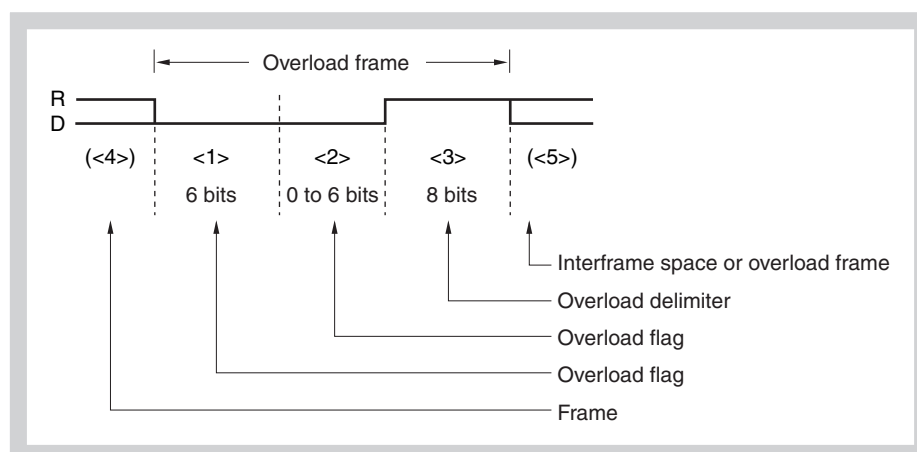 Overload frame
R
D
(<4>) <1> <2> <3> (<5>)
6 bits 0 to 6 bits 8 bits
Interframe space or overload frame
Overload delimiter
Overload flag
Overload flag
Frame